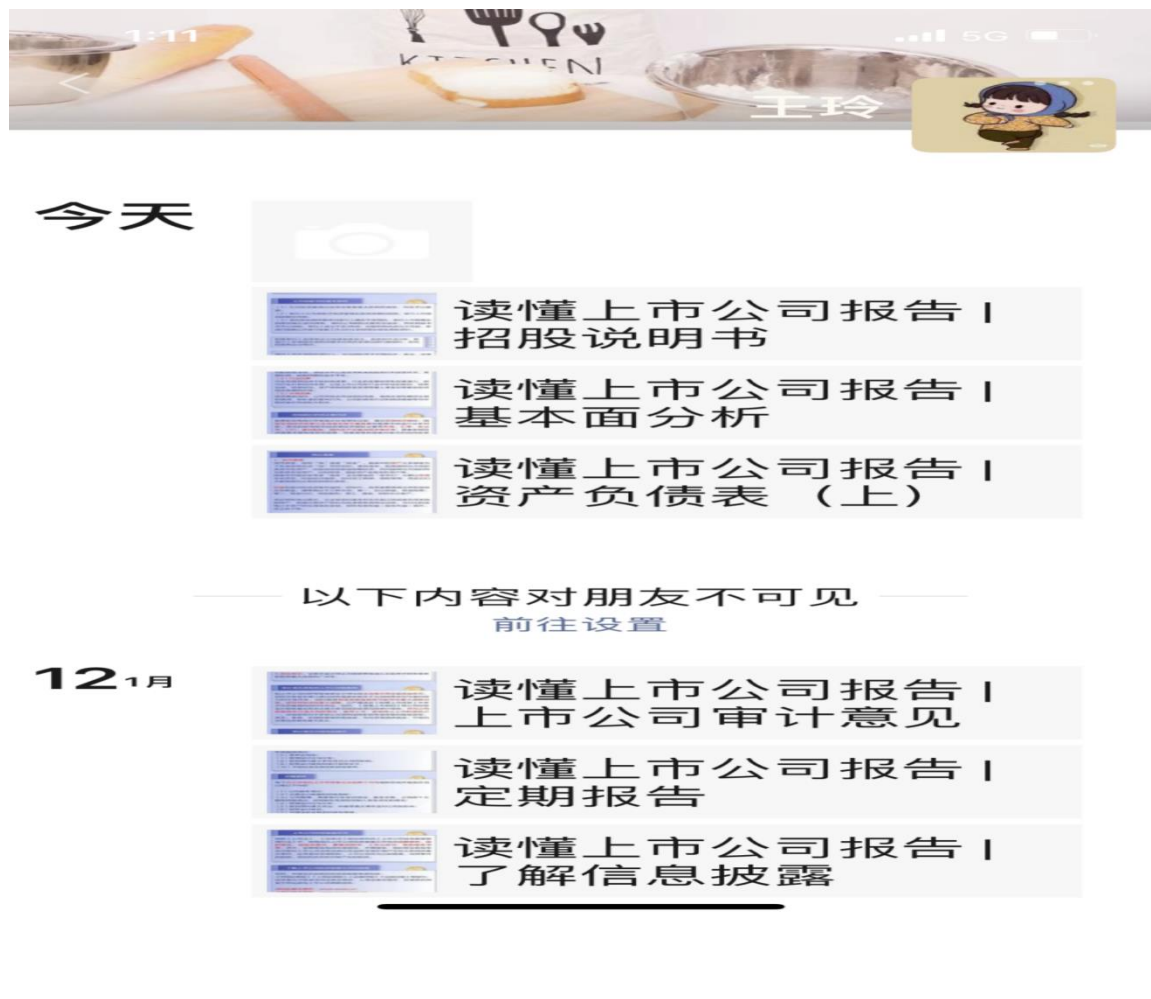 1:11
5G
KITCHEN
王玲
今天
读懂上市公司报告 |
招股说明书
读懂上市公司报告 |
基本面分析
读懂上市公司报告 |
资产负债表 （上）
以下内容对朋友不可见
前往设置
12 1月
读懂上市公司报告 |
上市公司审计意见
读懂上市公司报告 |
定期报告
读懂上市公司报告 |
了解信息披露